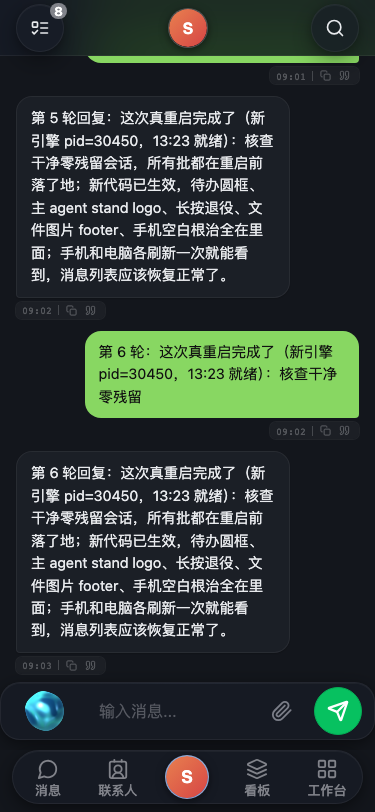 8
S
09:01
第 5 轮回复：这次真重启完成了（新
引擎 pid=30450，13:23 就绪）：核查
干净零残留会话，所有批都在重启前
落了地；新代码已生效，待办圆框、
主 agent stand logo、长按退役、文
件图片 footer、手机空白根治全在里
面；手机和电脑各刷新一次就能看
到，消息列表应该恢复正常了。
09:02
第 6 轮：这次真重启完成了（新引擎
pid=30450，13:23 就绪）：核查干净
零残留
09:02
第 6 轮回复：这次真重启完成了（新
引擎 pid=30450，13:23 就绪）：核查
干净零残留会话，所有批都在重启前
落了地；新代码已生效，待办圆框、
主 agent stand logo、长按退役、文
件图片 footer、手机空白根治全在里
面；手机和电脑各刷新一次就能看
到，消息列表应该恢复正常了。
09:03
输入消息...
消息 联系人 S 看板 工作台